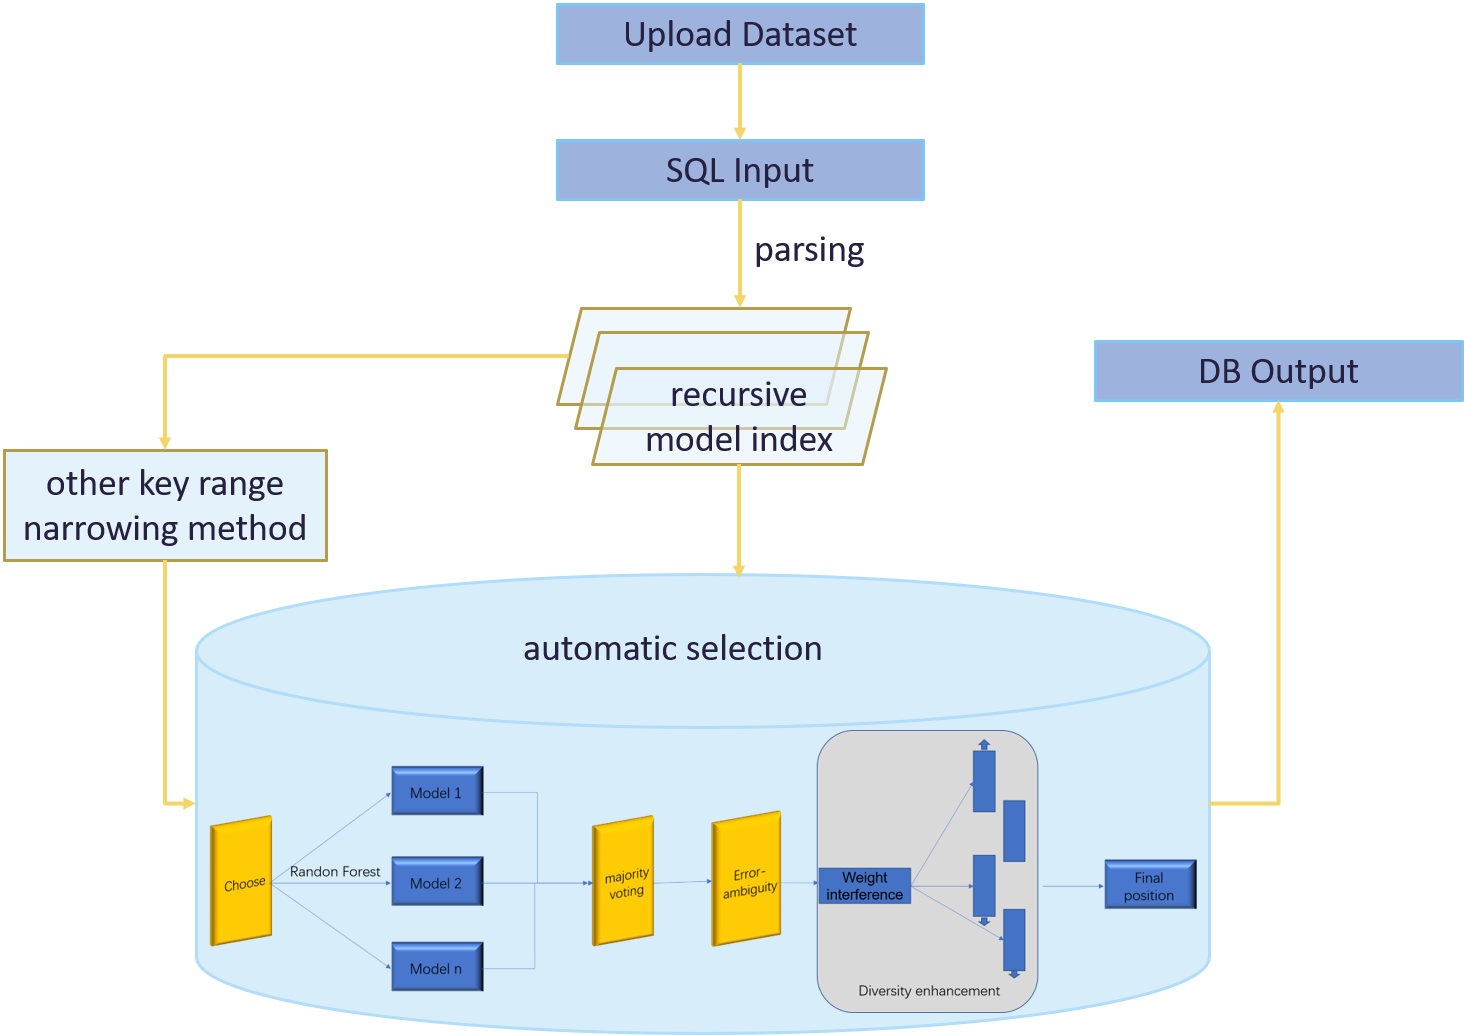 Upload Dataset
SQL Input
parsing
recursive
model index
DB Output
other key range
narrowing method
automatic selection
Choose
Randon Forest
Model 1
Model 2
Model n
majority
voting
Error-
ambiguity
Weight
interference
Diversity enhancement
Final
position